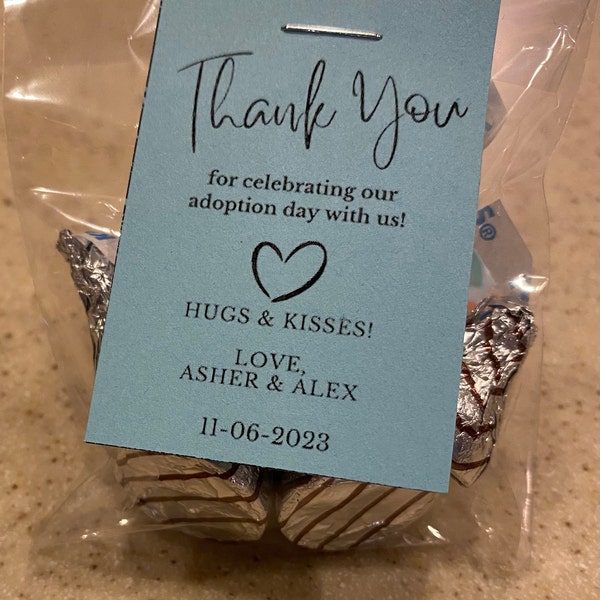 Thank You
for celebrating our
adoption day with us!
HUGS & KISSES!
LOVE,
ASHER & ALEX
11-06-2023